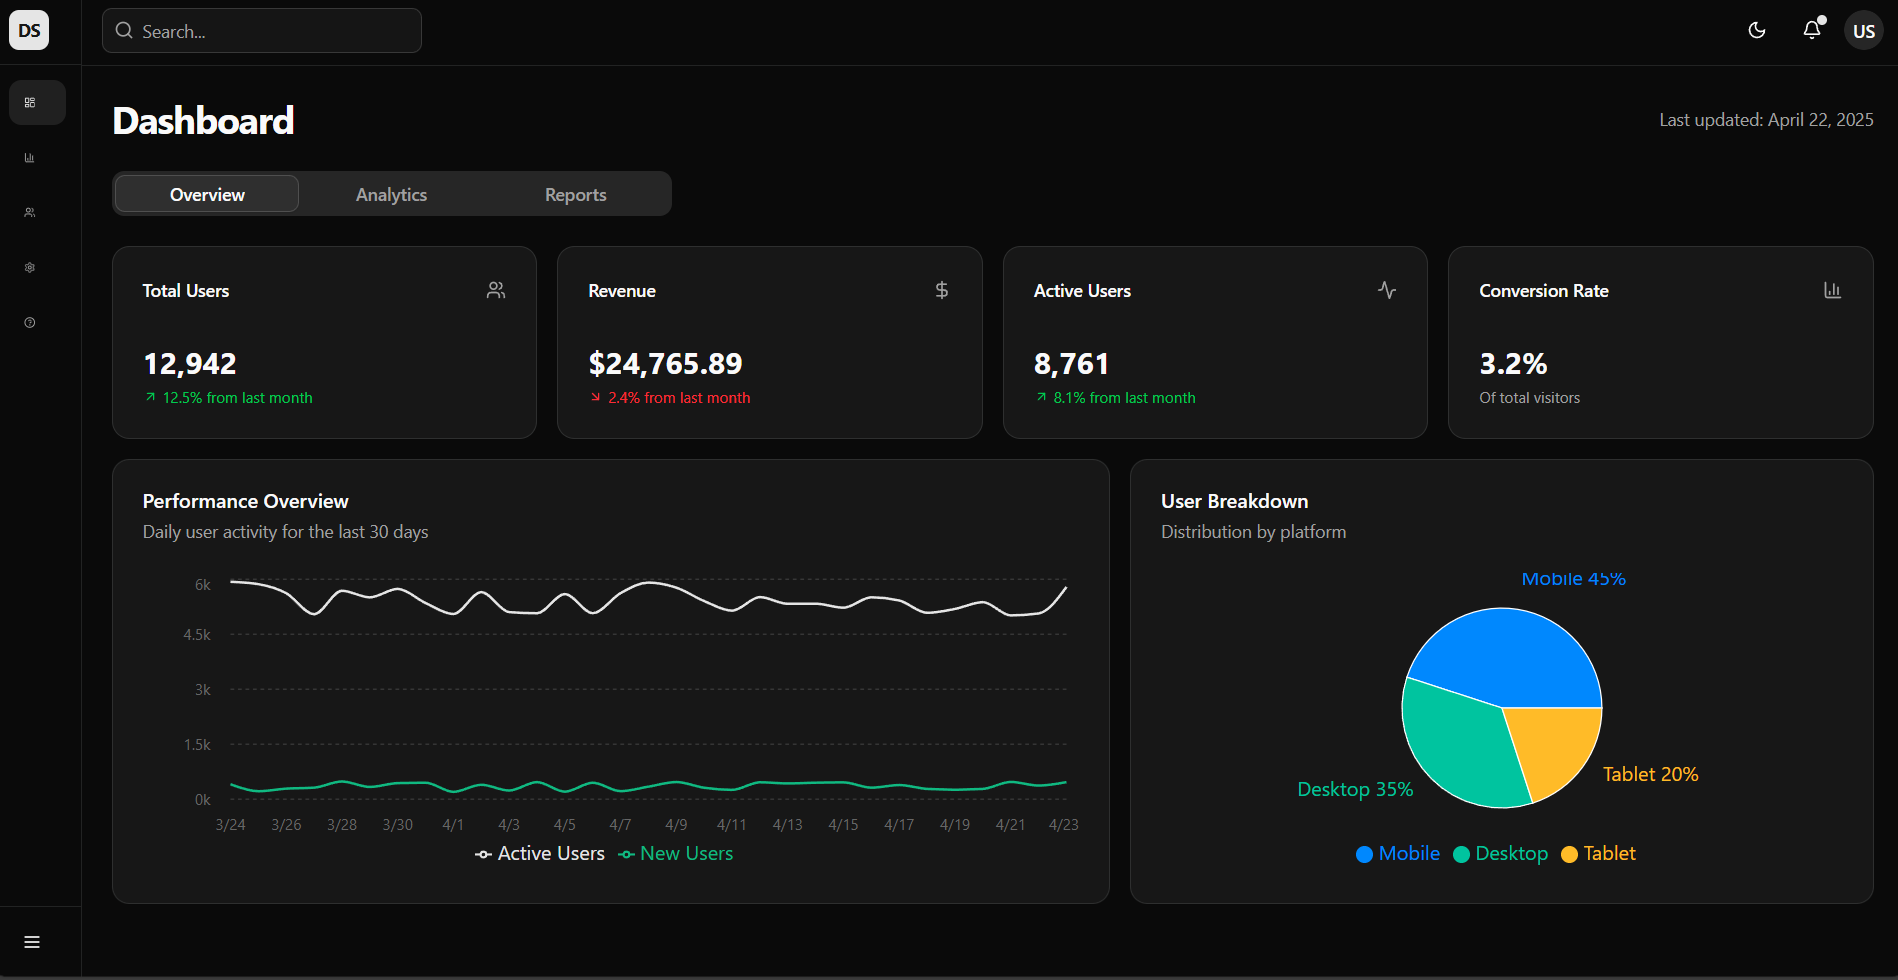 DS
Search...
US
Dashboard
Last updated: April 22, 2025
Overview
Analytics
Reports
Total Users
12,942
12.5% from last month
Revenue
$24,765.89
2.4% from last month
Active Users
8,761
8.1% from last month
Conversion Rate
3.2%
Of total visitors
Performance Overview
Daily user activity for the last 30 days
6k
4.5k
3k
1.5k
0k
3/24 3/26 3/28 3/30 4/1 4/3 4/5 4/7 4/9 4/11 4/13 4/15 4/17 4/19 4/21 4/23
Active Users New Users
User Breakdown
Distribution by platform
Mobile 45%
Tablet 20%
Desktop 35%
Mobile Desktop Tablet